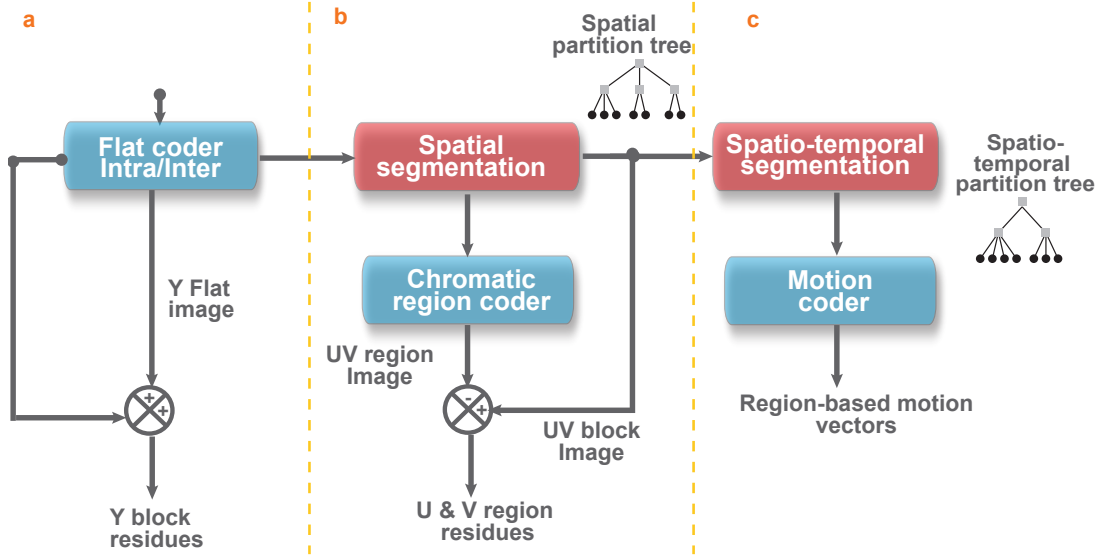 a
Flat coder
Intra/Inter
Y Flat
image
+
+
Y block
residues
b
Spatial
partition tree
Spatial
segmentation
Chromatic
region coder
UV region
Image
-
+
UV block
Image
U & V region
residues
c
Spatio-temporal
segmentation
Spatio-
temporal
partition tree
Motion
coder
Region-based motion
vectors